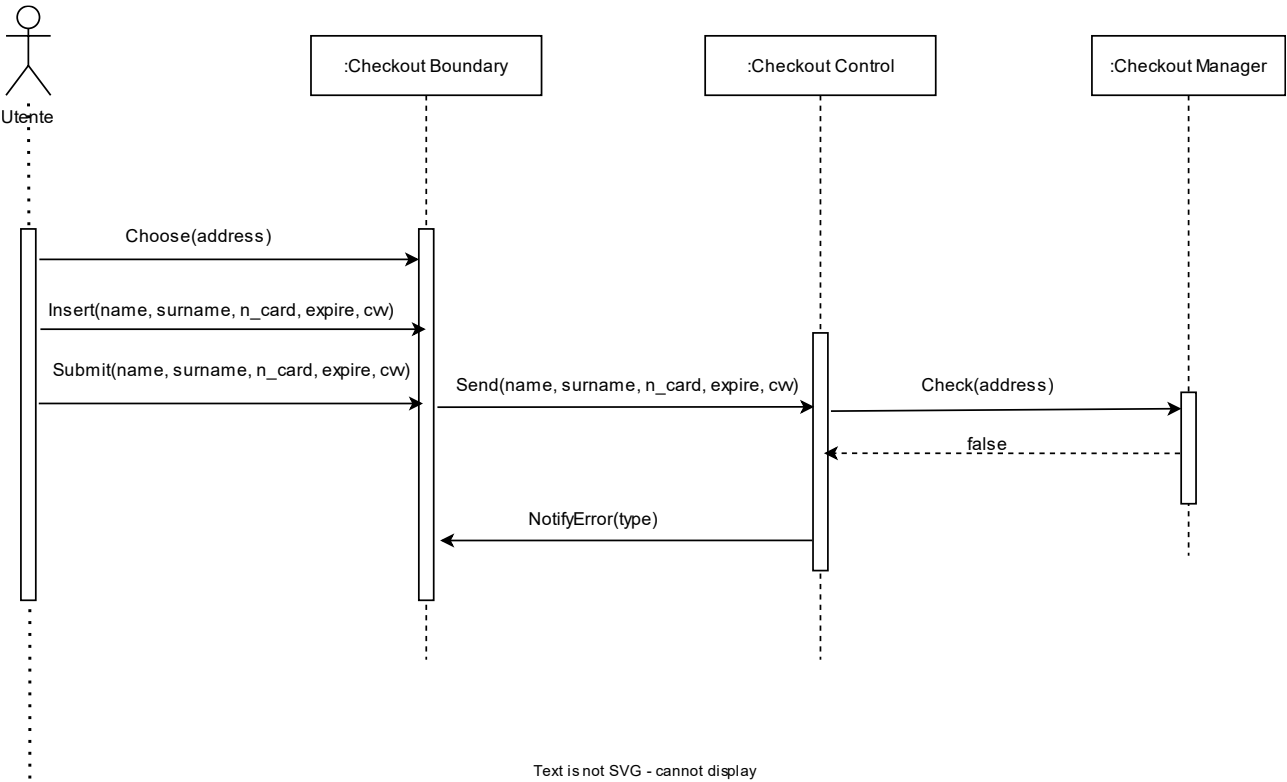 Utente
:Checkout Boundary
:Checkout Control
:Checkout Manager
Choose(address)
Insert(name, surname, n_card, expire, cvv)
Submit(name, surname, n_card, expire, cvv)
Send(name, surname, n_card, expire, cvv)
Check(address)
false
NotifyError(type)
Text is not SVG - cannot display